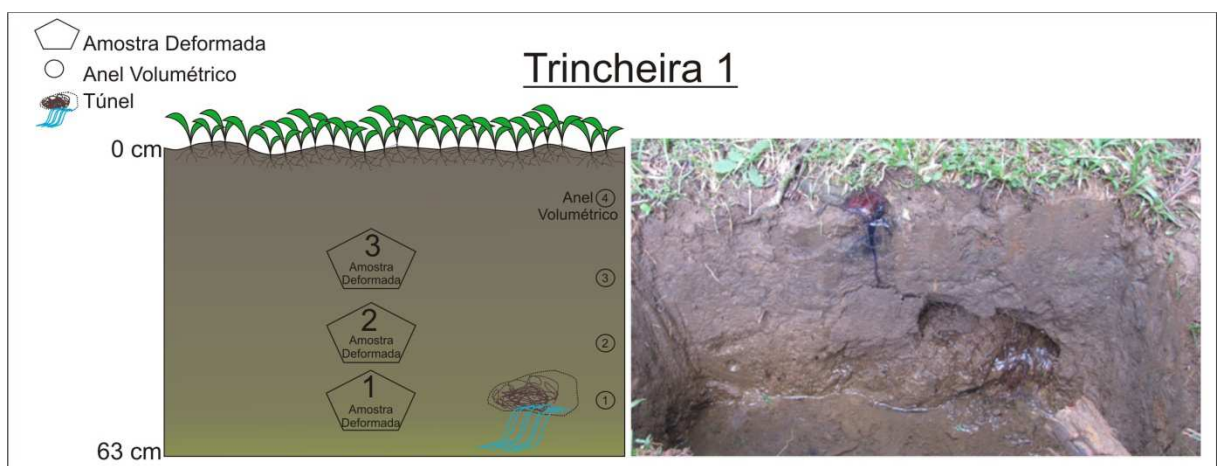 Amostra Deformada
Anel Volumétrico
Túnel
Trincheira 1
0 cm
Anel 4
Volumétrico
3
Amostra
Deformada
3
2
Amostra
Deformada
2
1
Amostra
Deformada
1
63 cm